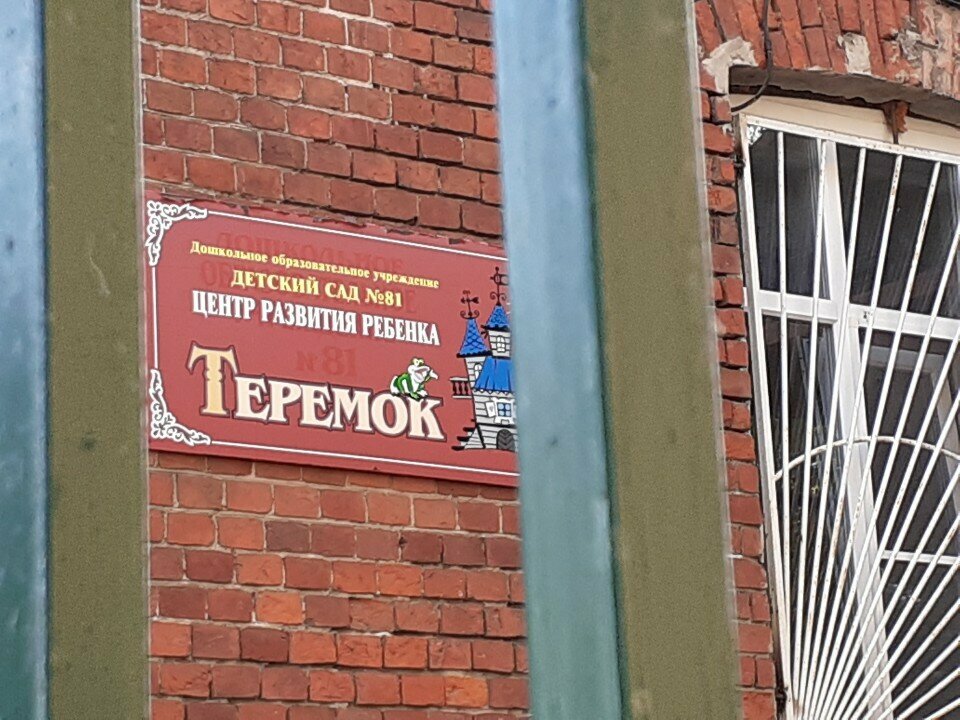 Дошкольное образовательное учреждение
ДЕТСКИЙ САД №81
ЦЕНТР РАЗВИТИЯ РЕБЕНКА
ТЕРЕМОК